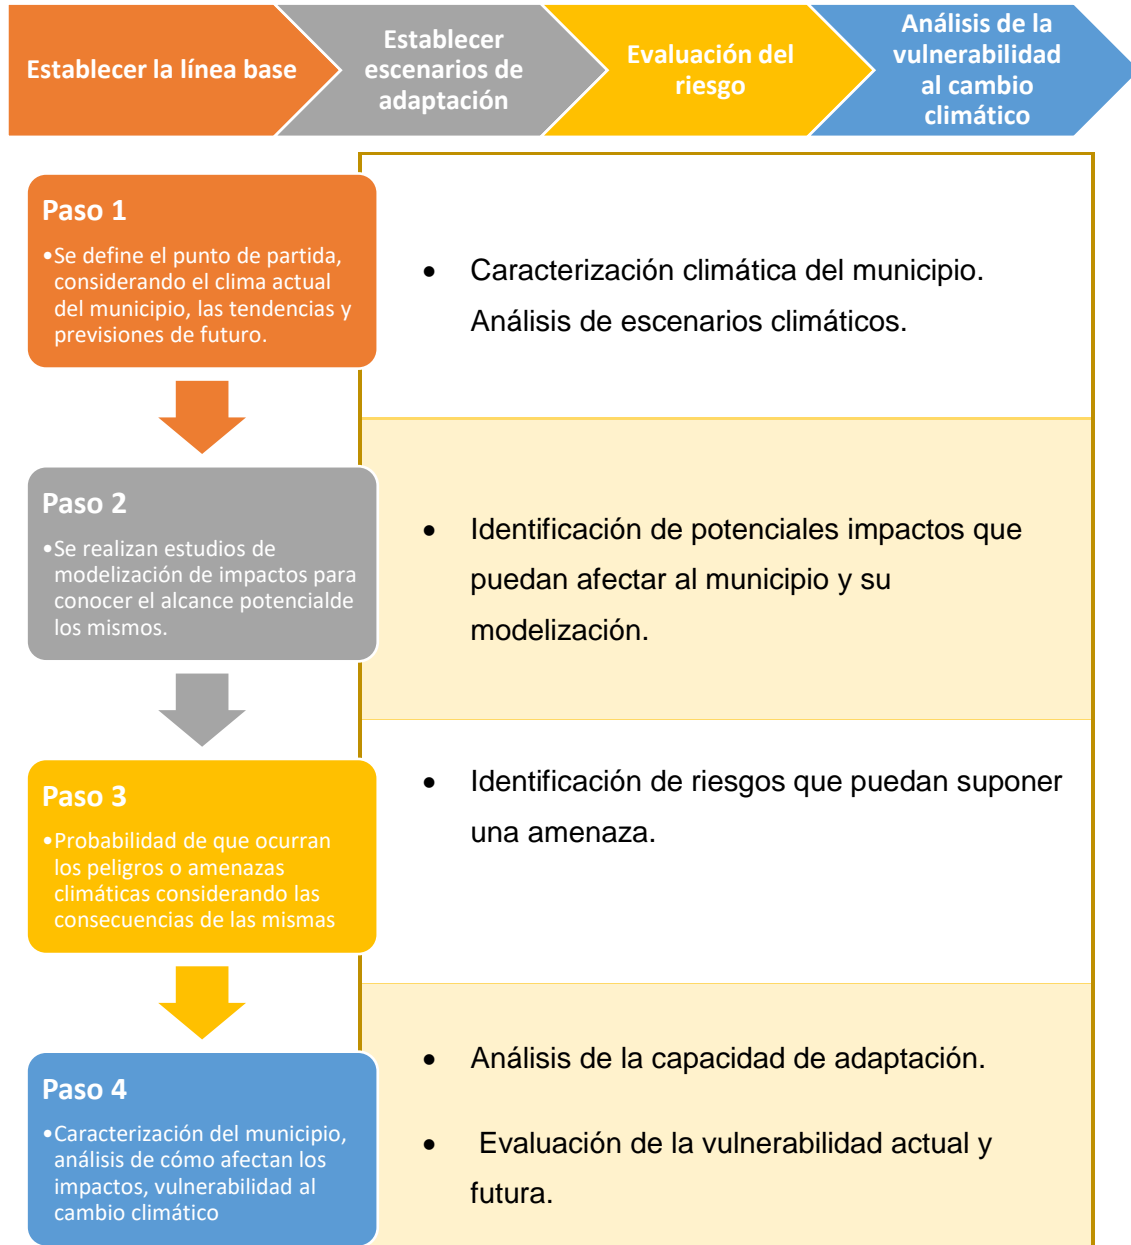 Establecer la línea base
Establecer
escenarios de
adaptación
Evaluación del
riesgo
Análisis de la
vulnerabilidad
al cambio
climático
Paso 1
•Se define el punto de partida,
considerando el clima actual
del municipio, las tendencias y
previsiones de futuro.
• Caracterización climática del municipio.
Análisis de escenarios climáticos.
Paso 2
•Se realizan estudios de
modelización de impactos para
conocer el alcance potencialde
los mismos.
• Identificación de potenciales impactos que
puedan afectar al municipio y su
modelización.
Paso 3
•Probabilidad de que ocurran
los peligros o amenazas
climáticas considerando las
consecuencias de las mismas
• Identificación de riesgos que puedan suponer
una amenaza.
Paso 4
•Caracterización del municipio,
análisis de cómo afectan los
impactos, vulnerabilidad al
cambio climático
• Análisis de la capacidad de adaptación.
• Evaluación de la vulnerabilidad actual y
futura.